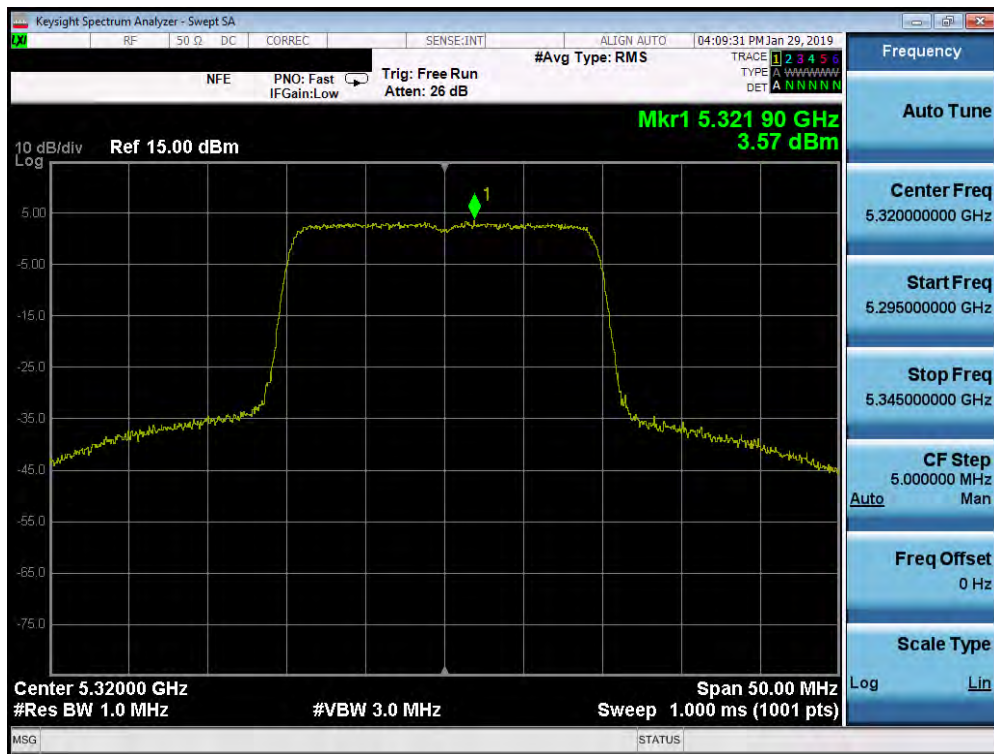 Keysight Spectrum Analyzer - Swept SA
LXI RF 50 Ω DC CORREC SENSE:INT ALIGN AUTO 04:09:31 PM Jan 29, 2019
NFE PNO: Fast Trig: Free Run #Avg Type: RMS TRACE 1 2 3 4 5 6
IFGain:Low Atten: 26 dB TYPE A WWWWWW
DET A N N N N N
Mkr1 5.321 90 GHz
3.57 dBm
10 dB/div Ref 15.00 dBm
Log
1
5.00
-5.00
-15.0
-25.0
-35.0
-45.0
-55.0
-65.0
-75.0
Center 5.32000 GHz Span 50.00 MHz
#Res BW 1.0 MHz #VBW 3.0 MHz Sweep 1.000 ms (1001 pts)
MSG STATUS
Frequency
Auto Tune
Center Freq
5.320000000 GHz
Start Freq
5.295000000 GHz
Stop Freq
5.345000000 GHz
CF Step
5.000000 MHz
Auto Man
Freq Offset
0 Hz
Scale Type
Log Lin